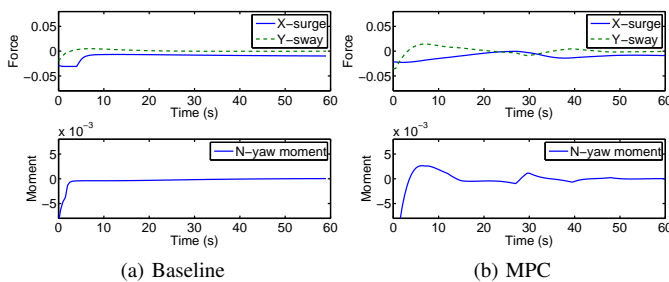 0.05
0
−0.05
Force
X−surge
Y−sway
0 10 20 30 40 50 60
Time (s)
x 10−3
5
0
−5
Moment
N−yaw moment
0 10 20 30 40 50 60
Time (s)
(a) Baseline
0.05
0
−0.05
Force
X−surge
Y−sway
0 10 20 30 40 50 60
Time (s)
x 10−3
5
0
−5
Moment
N−yaw moment
0 10 20 30 40 50 60
Time (s)
(b) MPC